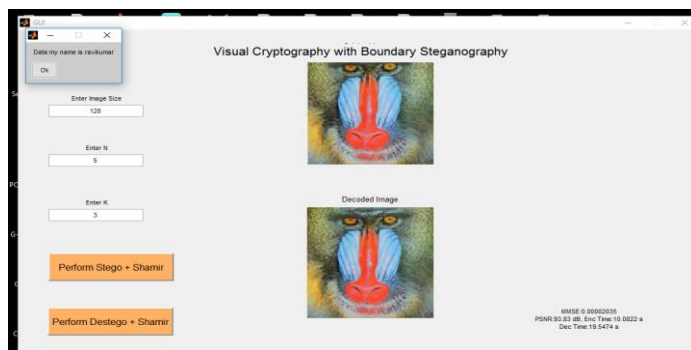 GUI
Data:my name is ravikumar
Ok
Visual Cryptography with Boundary Steganography
Enter Image Size
128
Enter N
5
Enter K
3
Decoded Image
Perform Stego + Shamir
Perform Destego + Shamir
MMSE:0.00002035
PSNR:93.83 dB, Enc Time:10.0822 s
Dec Time:19.5474 s